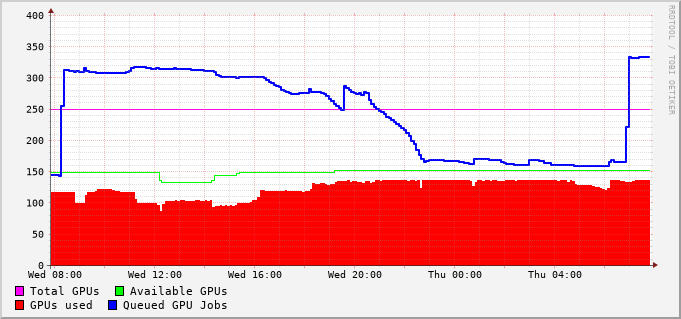 400
350
300
250
200
150
100
50
0
Wed 08:00 Wed 12:00 Wed 16:00 Wed 20:00 Thu 00:00 Thu 04:00
Total GPUs Available GPUs
GPUs used Queued GPU Jobs
RRDTOOL / TOBI OETIKER